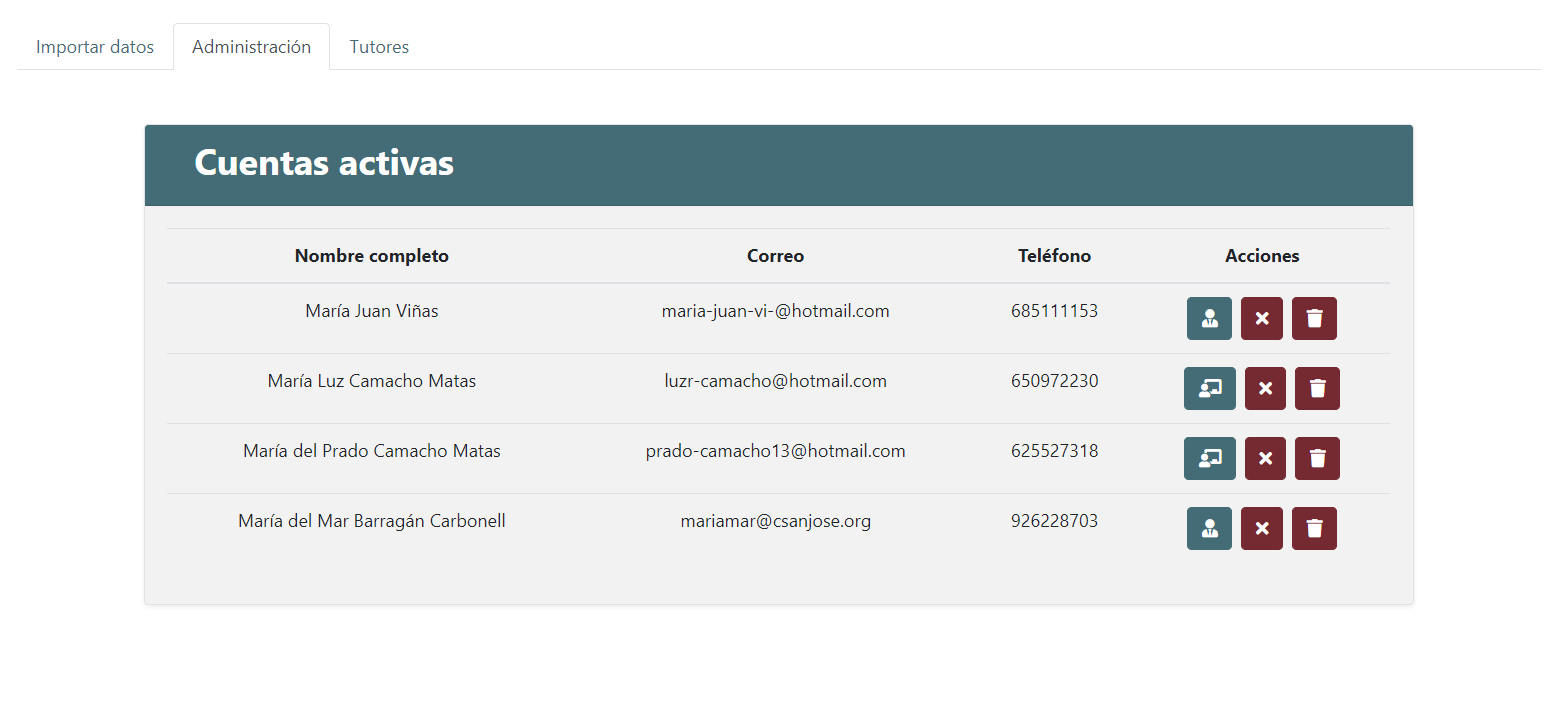 Importar datos Administración Tutores
Cuentas activas
Nombre completo Correo Teléfono Acciones
María Juan Viñas maria-juan-vi-@hotmail.com 685111153
María Luz Camacho Matas luzr-camacho@hotmail.com 650972230
María del Prado Camacho Matas prado-camacho13@hotmail.com 625527318
María del Mar Barragán Carbonell mariamar@csanjose.org 926228703